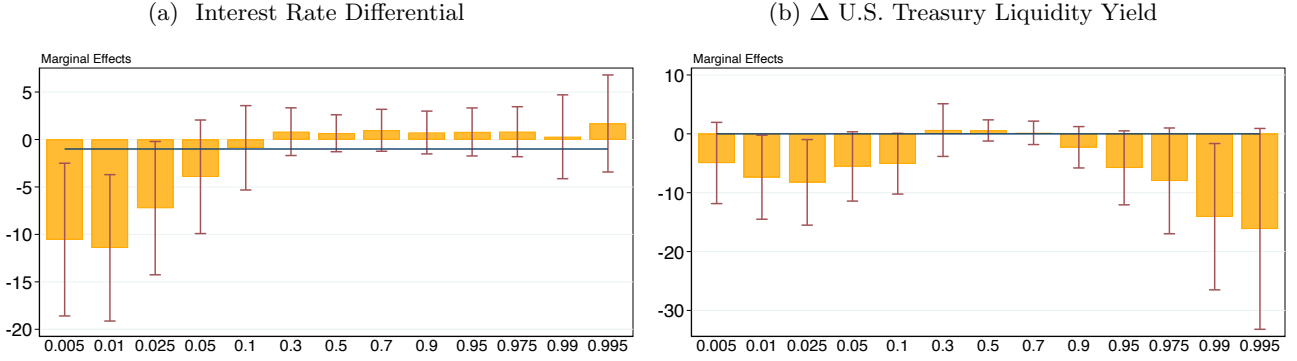 (a) Interest Rate Differential
Marginal Effects
5
0
-5
-10
-15
-20
0.005 0.01 0.025 0.05 0.1 0.3 0.5 0.7 0.9 0.95 0.975 0.99 0.995
(b) Δ U.S. Treasury Liquidity Yield
Marginal Effects
10
0
-10
-20
-30
0.005 0.01 0.025 0.05 0.1 0.3 0.5 0.7 0.9 0.95 0.975 0.99 0.995